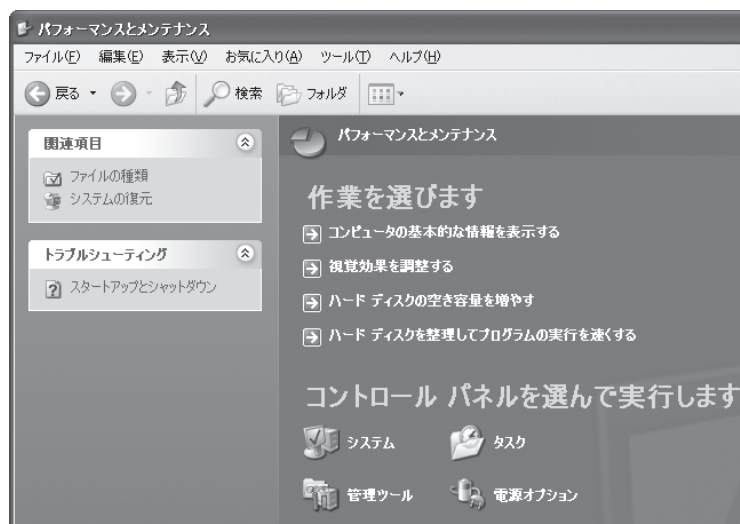 パフォーマンスとメンテナンス
ファイル(F) 編集(E) 表示(V) お気に入り(A) ツール(T) ヘルプ(H)
戻る 検索 フォルダ
関連項目
ファイルの種類
システムの復元
トラブルシューティング
スタートアップとシャットダウン
パフォーマンスとメンテナンス
作業を選びます
コンピュータの基本的な情報を表示する
視覚効果を調整する
ハード ディスクの空き容量を増やす
ハード ディスクを整理してプログラムの実行を速くする
コントロール パネルを選んで実行します
システム タスク
管理ツール 電源オプション